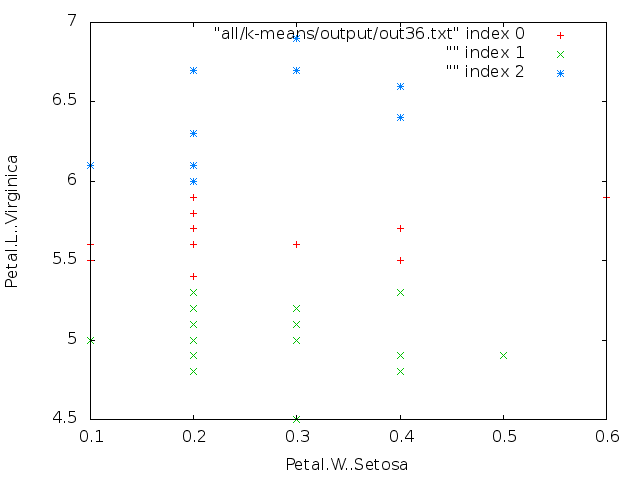 "all/k-means/output/out36.txt" index 0
"" index 1
"" index 2
7
6.5
6
5.5
5
4.5
0.1 0.2 0.3 0.4 0.5 0.6
Petal.L..Virginica
Petal.W..Setosa